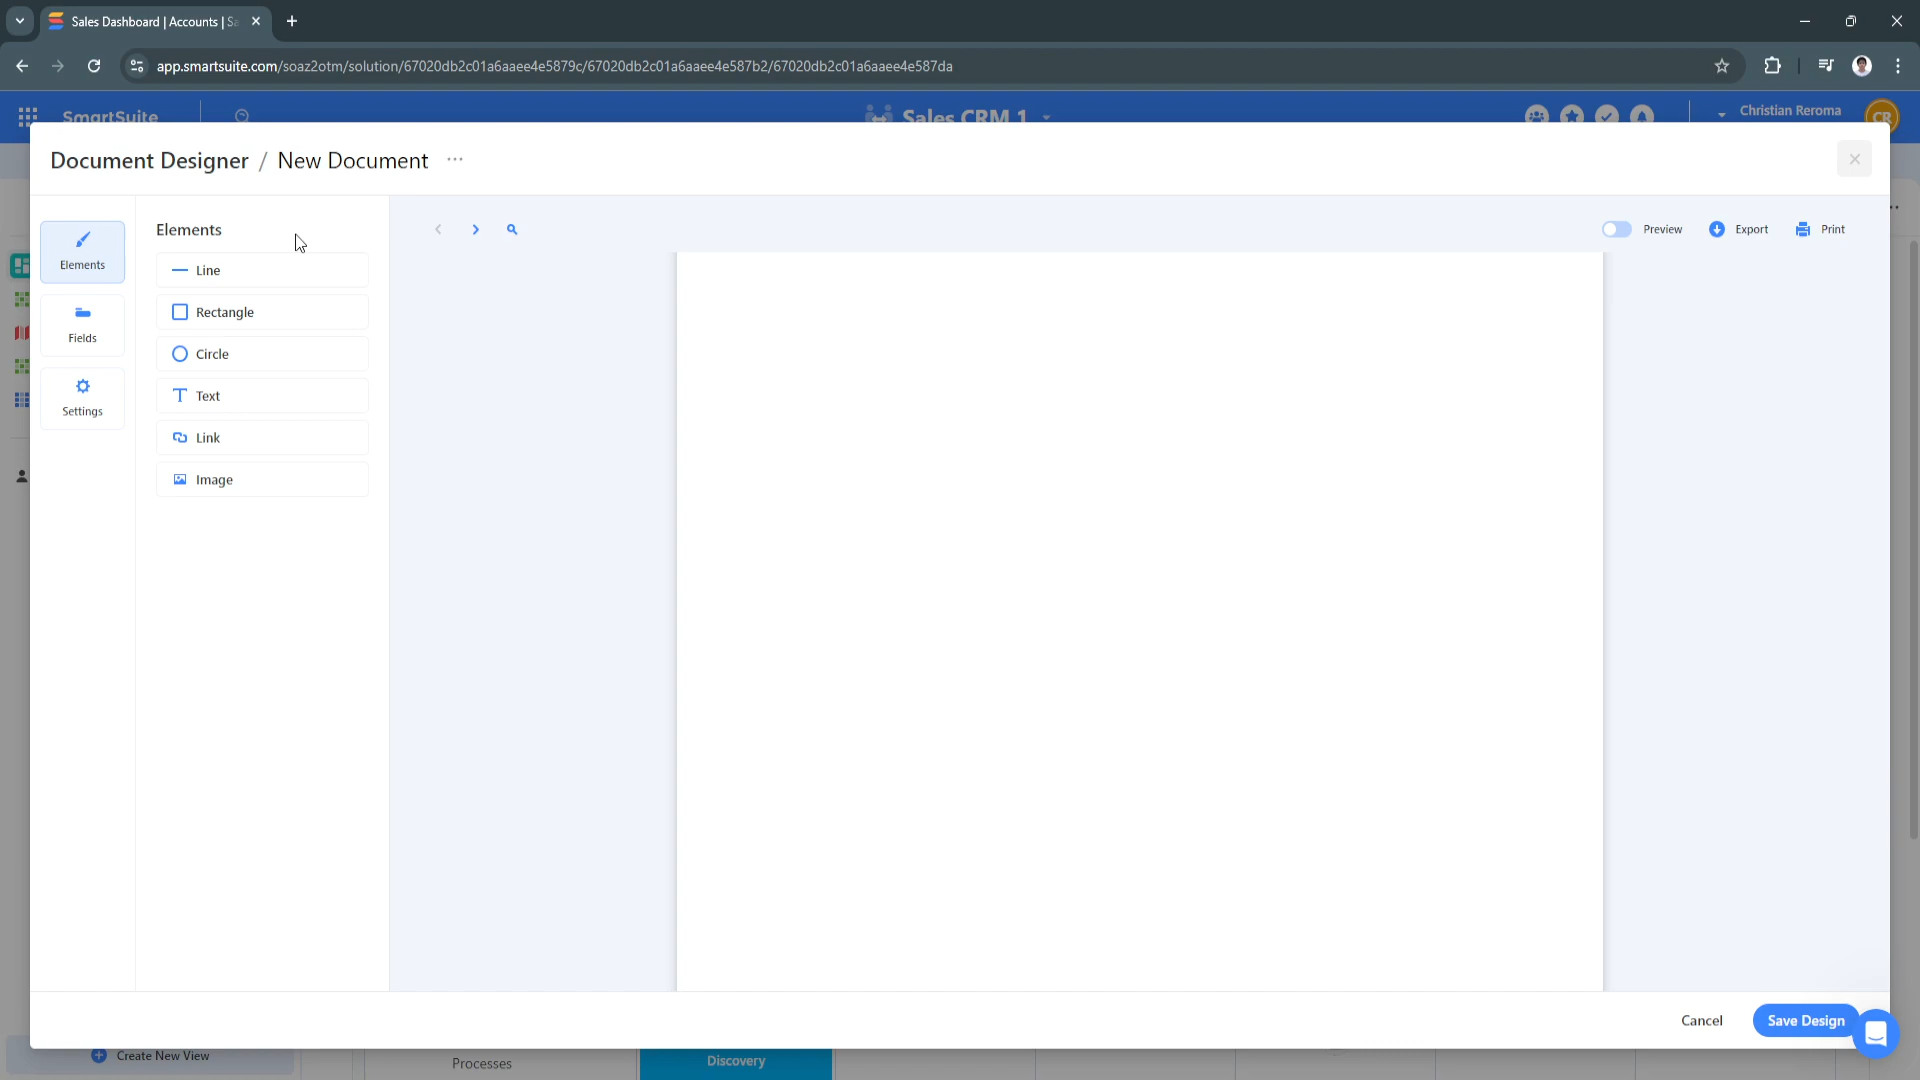 Sales Dashboard | Accounts | Sa
app.smartsuite.com/soaz2otm/solution/67020db2c01a6aaee4e5879c/67020db2c01a6aaee4e587b2/67020db2c01a6aaee4e587da
SmartSuite
Sales CRM 1
Christian Reroma
CR
Document Designer / New Document ...
Elements
Fields
Settings
Elements
Line
Rectangle
Circle
Text
Link
Image
Preview
Export
Print
Cancel
Save Design
Create New View
Processes
Discovery